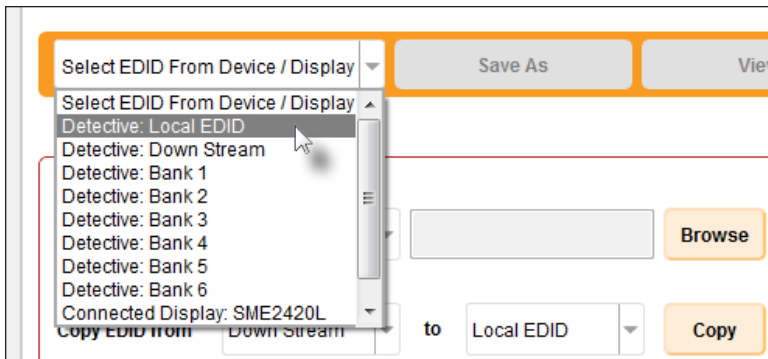 Select EDID From Device / Display
Save As
Select EDID From Device / Display
Detective: Local EDID
Detective: Down Stream
Detective: Bank 1
Detective: Bank 2
Detective: Bank 3
Detective: Bank 4
Detective: Bank 5
Detective: Bank 6
Connected Display: SME2420L
Browse
Copy EDID from Down Stream to Local EDID Copy